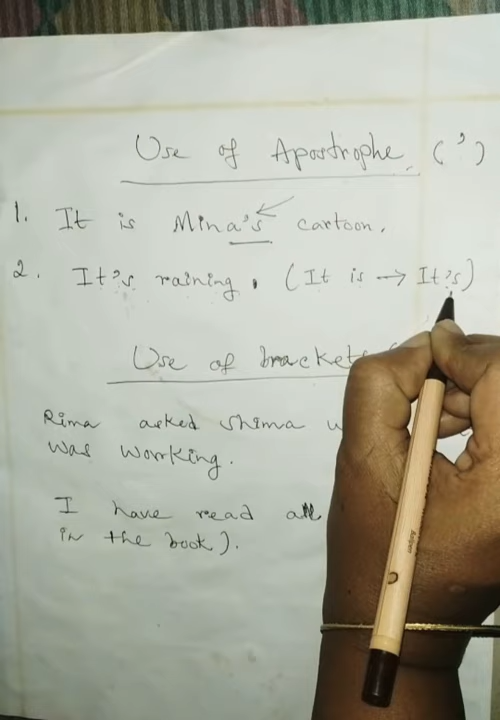 Use of Apostrophe. (’)
1. It is Mina's cartoon.
2. It's raining. (It is → It's)
Use of brackets
Rima asked Shima
was working.
I have read all
in the book).